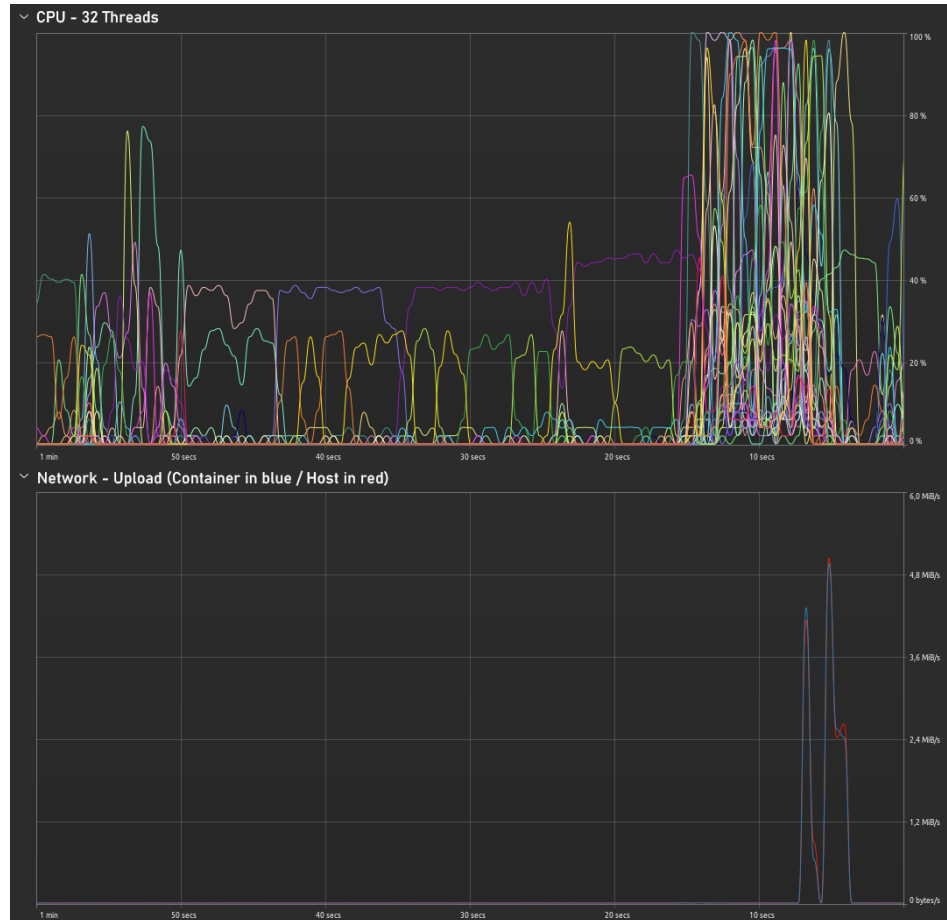 CPU - 32 Threads
100 %
80 %
60 %
40 %
20 %
0 %
1 min 50 secs 40 secs 30 secs 20 secs 10 secs
Network - Upload (Container in blue / Host in red)
6,0 MiB/s
4,8 MiB/s
3,6 MiB/s
2,4 MiB/s
1,2 MiB/s
0 bytes/s
1 min 50 secs 40 secs 30 secs 20 secs 10 secs